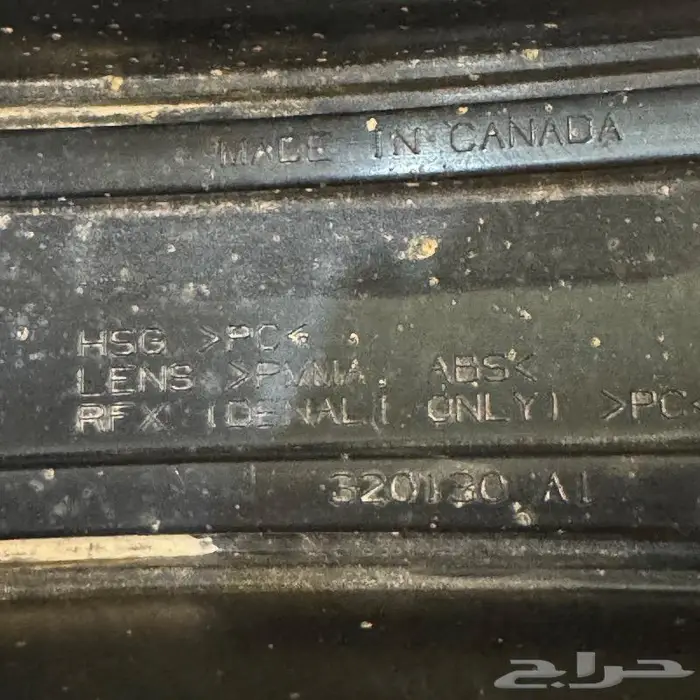 MADE IN CANADA
HSG >PC<
LENS >PMMA, ABS<
RFX (DENALI ONLY) >PC<
320130 A1
حراج